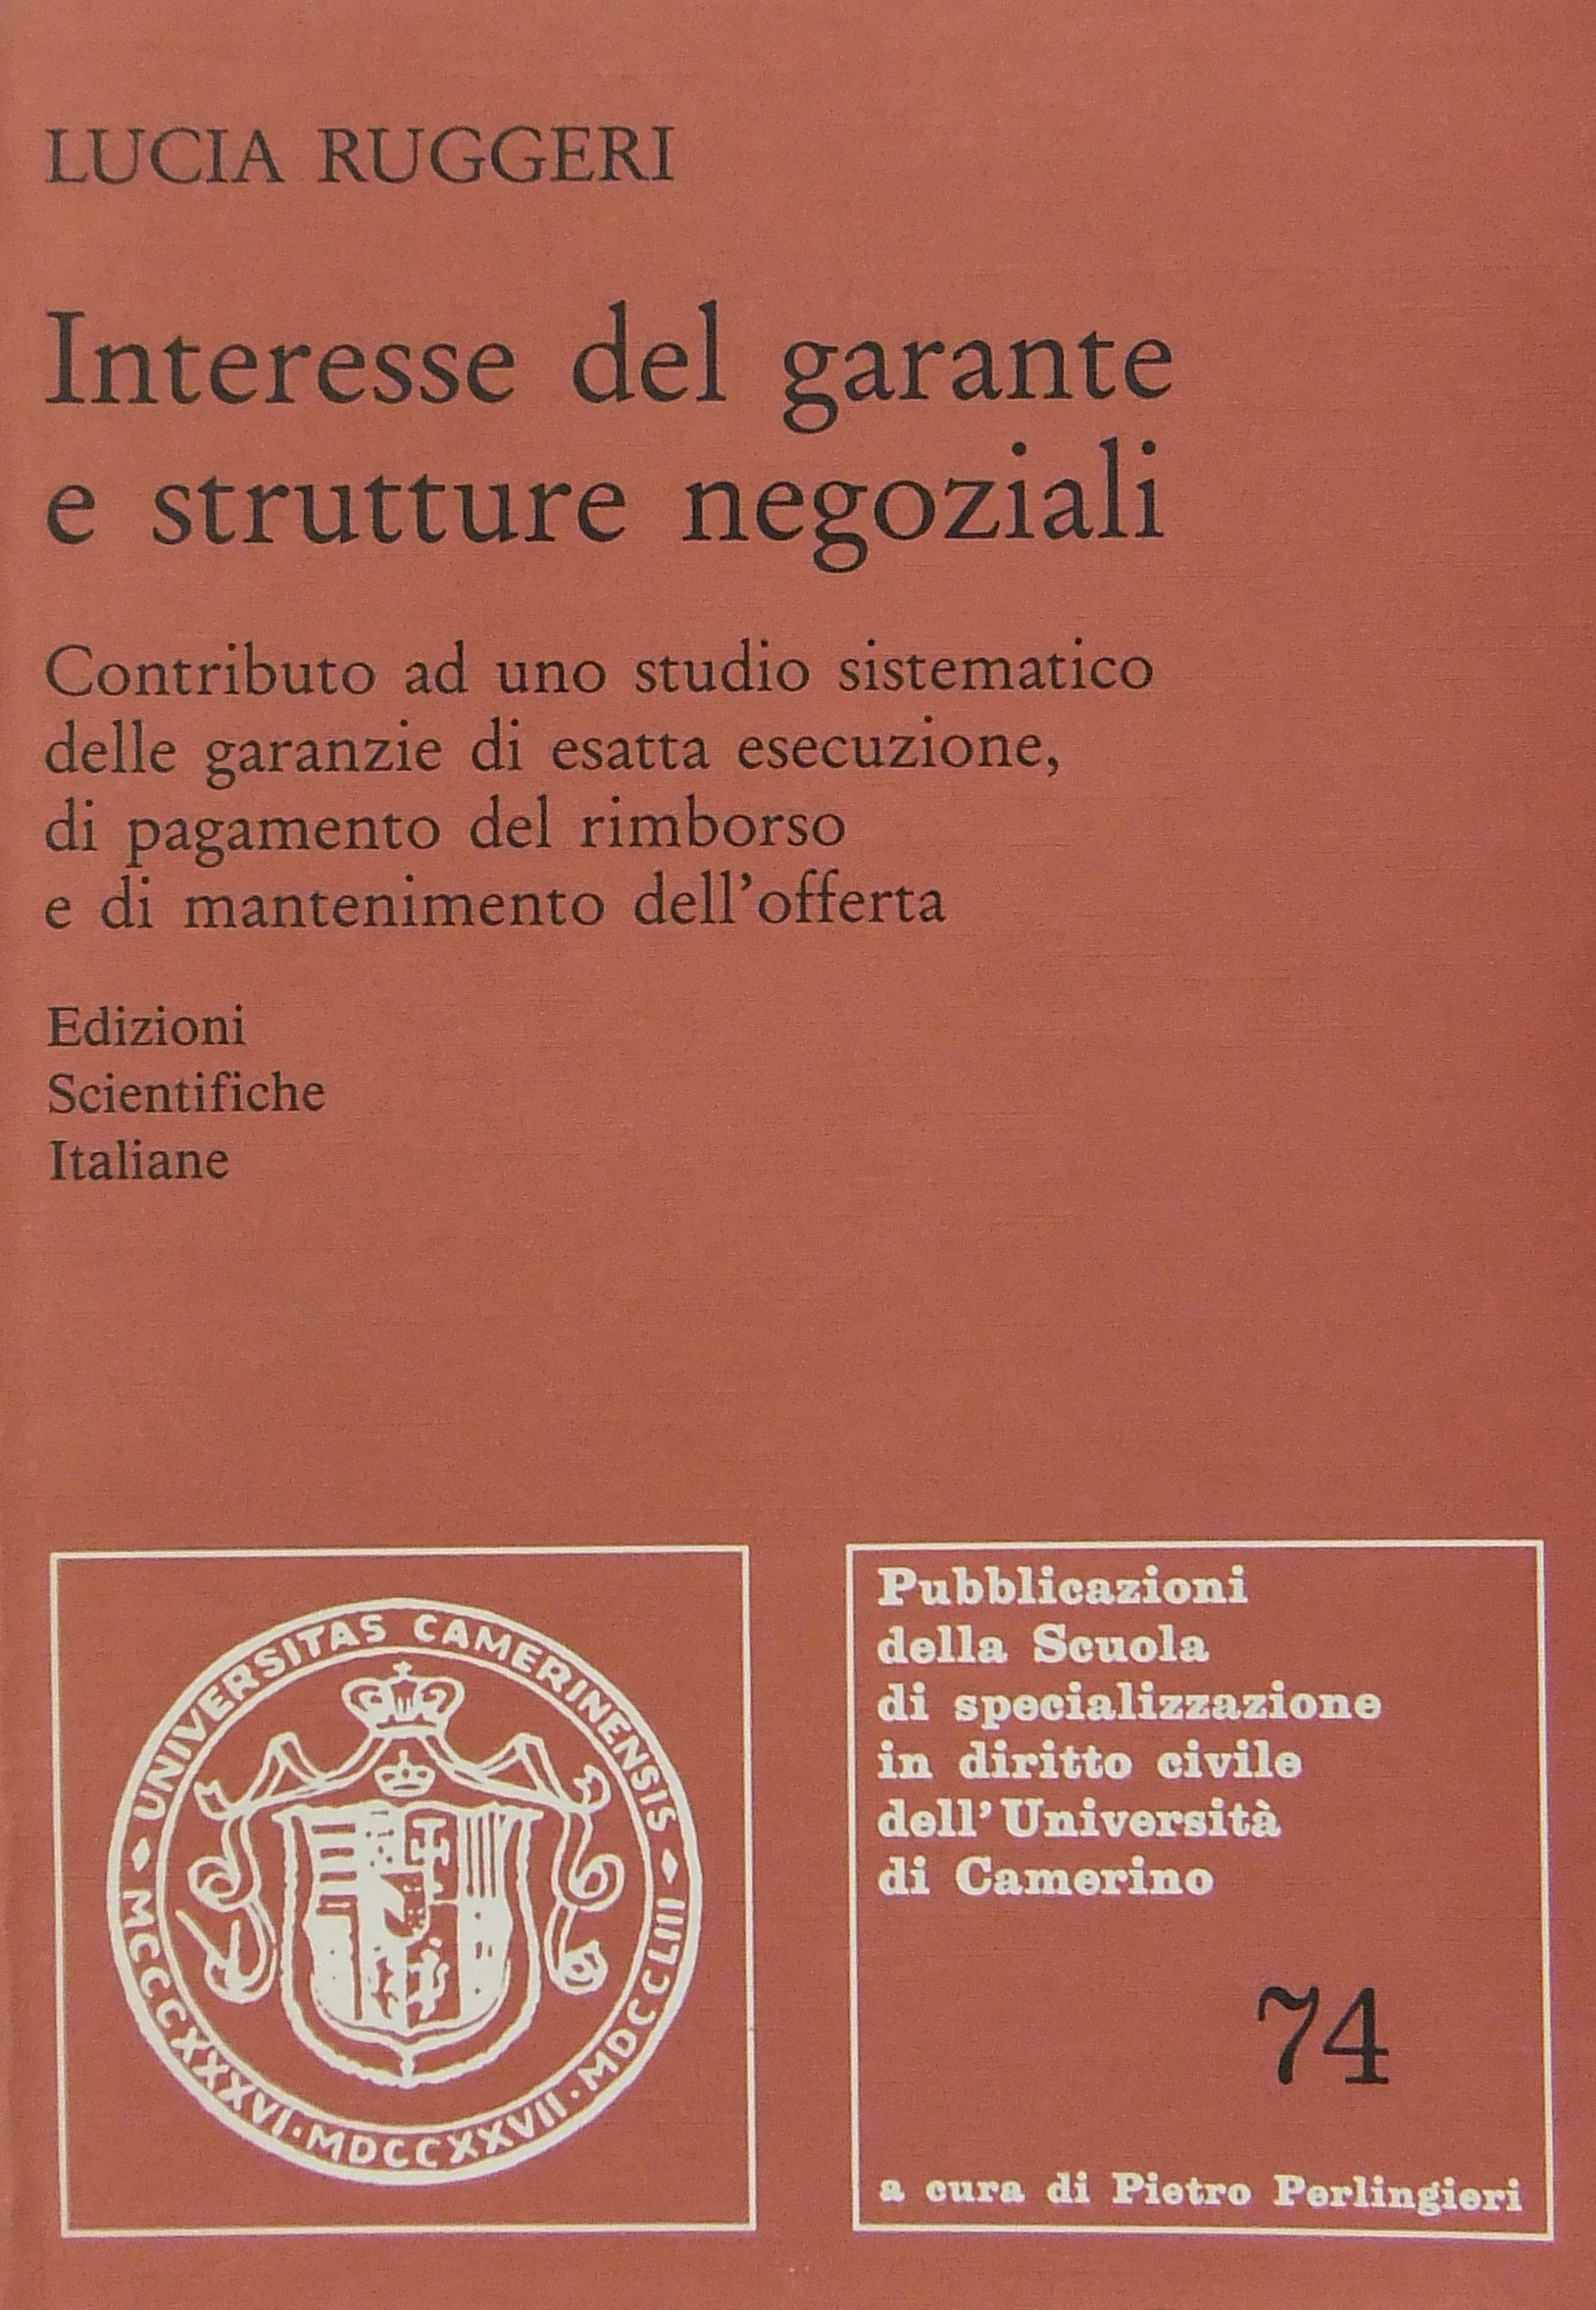 LUCIA RUGGERI
Interesse del garante
e strutture negoziali
Contributo ad uno studio sistematico
delle garanzie di esatta esecuzione,
di pagamento del rimborso
e di mantenimento dell'offerta
Edizioni
Scientifiche
Italiane
UNIVERSITAS CAMERINENSIS
MCCCXXXVI · MDCCXXVII · MDCCLIII
Pubblicazioni
della Scuola
di specializzazione
in diritto civile
dell'Università
di Camerino
74
a cura di Pietro Perlingieri